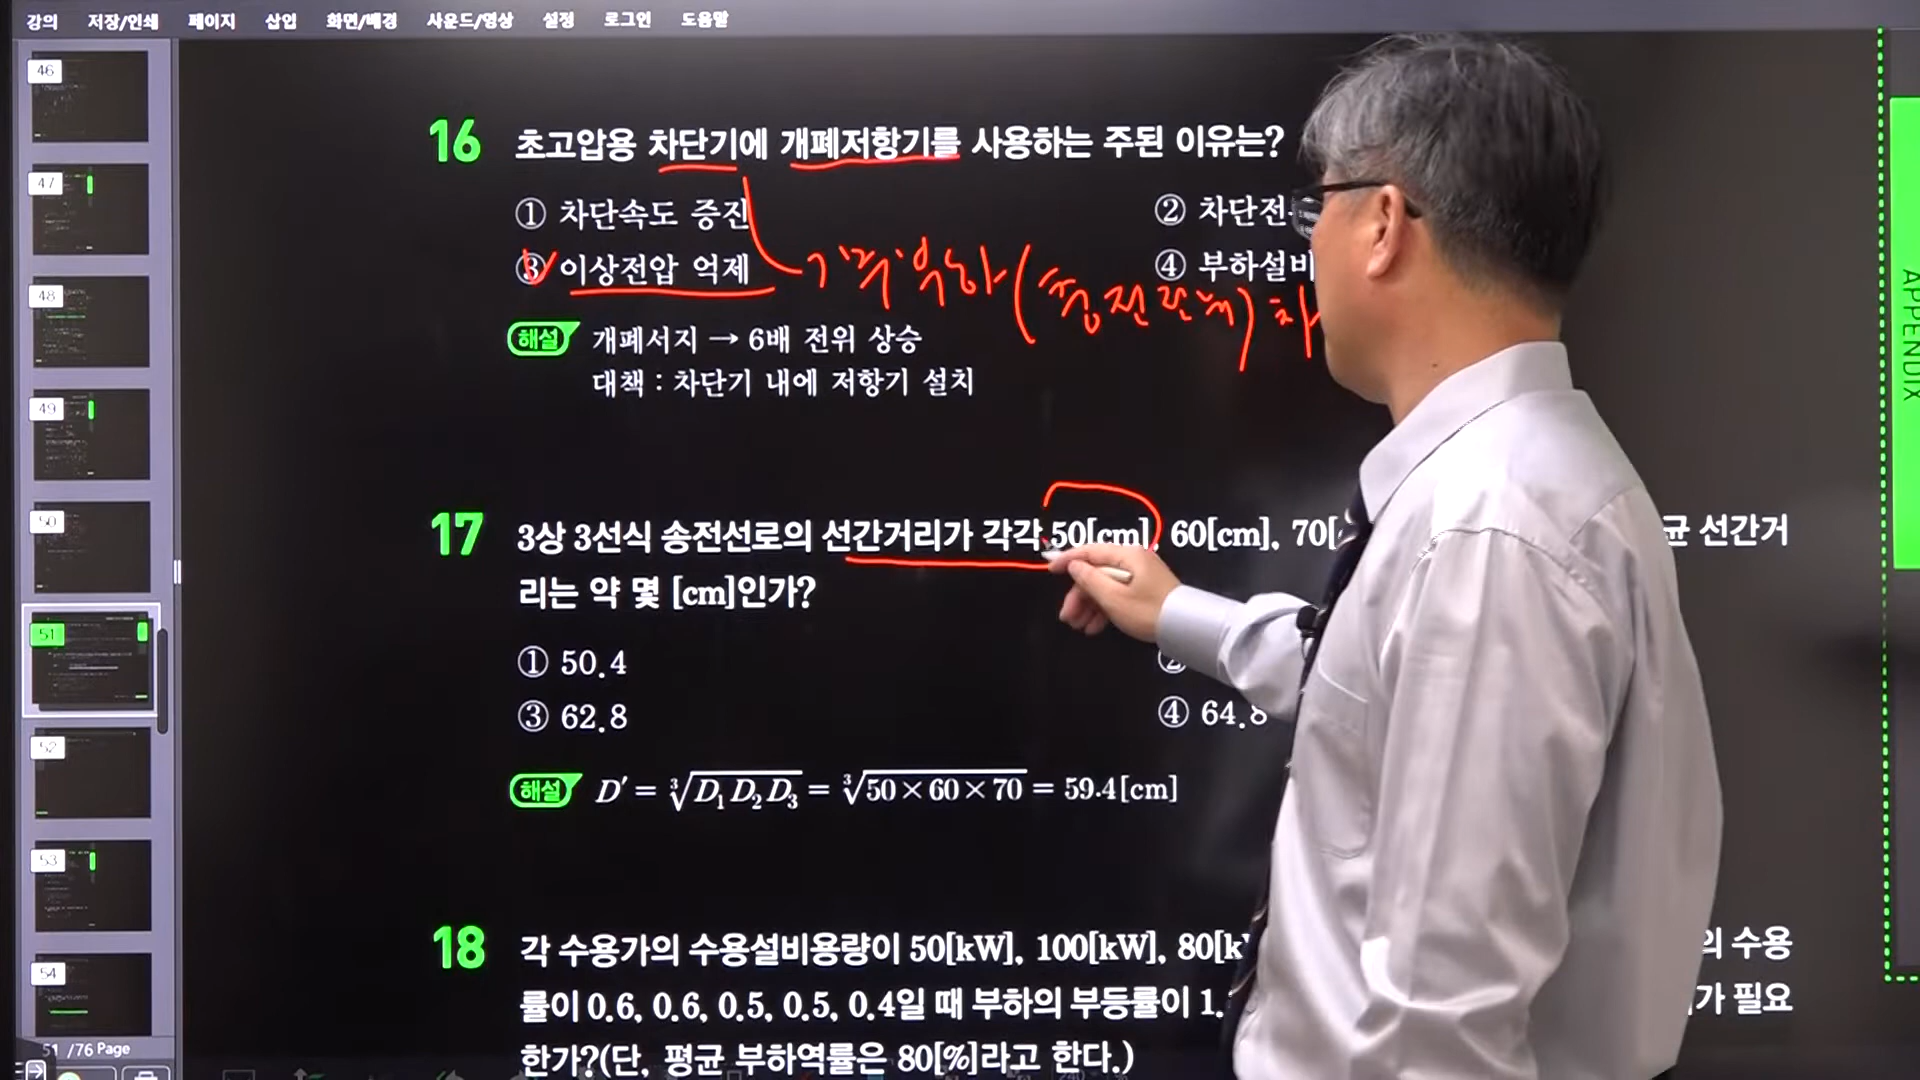 강의 저장/인쇄 페이지 삽입 화면/배경 사운드/영상 설정 로그인 도움말
46
47
48
49
50
51
52
53
54
51 /76 Page
16 초고압용 차단기에 개폐저항기를 사용하는 주된 이유는?
① 차단속도 증진
② 차단전
③ 이상전압 억제
④ 부하설비
해설 개폐서지 → 6배 전위 상승
대책 : 차단기 내에 저항기 설치
17 3상 3선식 송전선로의 선간거리가 각각 50[cm], 60[cm], 70[ 균 선간거
리는 약 몇 [cm]인가?
① 50.4
②
③ 62.8
④ 64.8
해설 D′ = ∛D₁D₂D₃ = ∛50×60×70 = 59.4[cm]
18 각 수용가의 수용설비용량이 50[kW], 100[kW], 80[k 의 수용
률이 0.6, 0.6, 0.5, 0.5, 0.4일 때 부하의 부등률이 1. 가 필요
한가?(단, 평균 부하역률은 80[%]라고 한다.)
APPENDIX